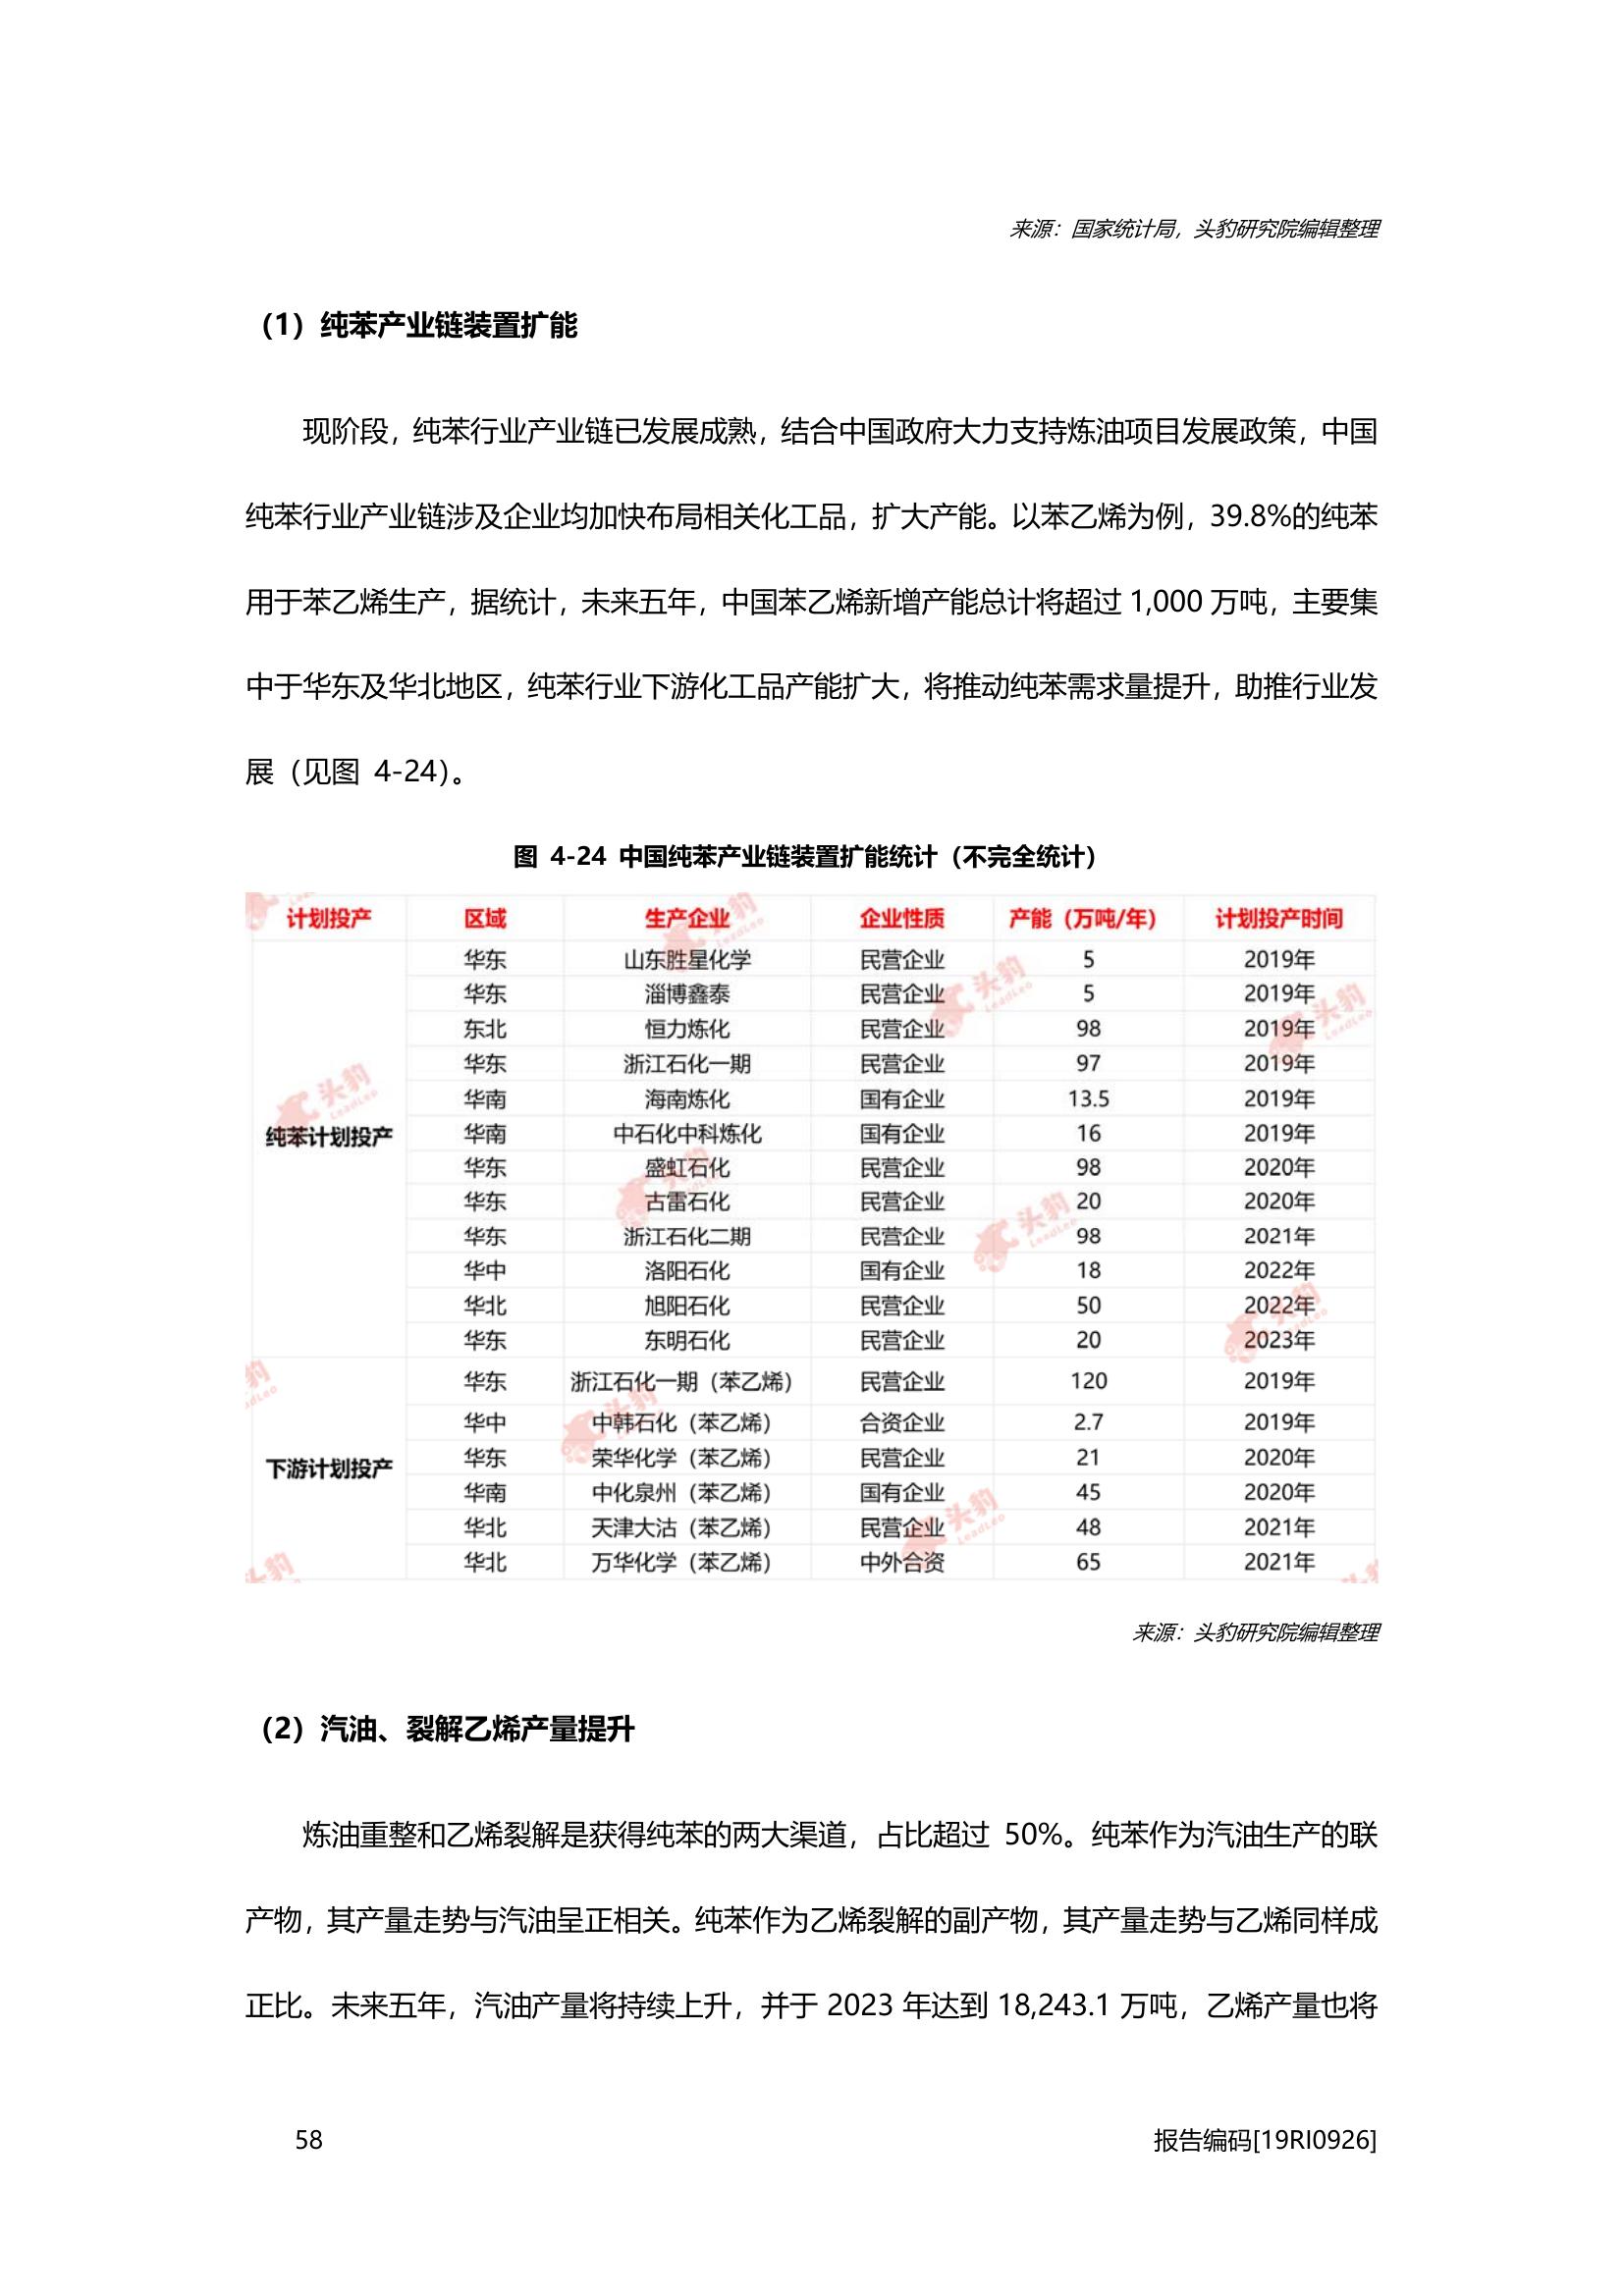 来源：国家统计局，头豹研究院编辑整理
（1）纯苯产业链装置扩能
现阶段，纯苯行业产业链已发展成熟，结合中国政府大力支持炼油项目发展政策，中国
纯苯行业产业链涉及企业均加快布局相关化工品，扩大产能。以苯乙烯为例，39.8%的纯苯
用于苯乙烯生产，据统计，未来五年，中国苯乙烯新增产能总计将超过 1,000 万吨，主要集
中于华东及华北地区，纯苯行业下游化工品产能扩大，将推动纯苯需求量提升，助推行业发
展（见图 4-24）。
图 4-24 中国纯苯产业链装置扩能统计（不完全统计）
计划投产 区域 生产企业 企业性质 产能（万吨/年） 计划投产时间
纯苯计划投产
华东 山东胜星化学 民营企业 5 2019年
华东 淄博鑫泰 民营企业 5 2019年
东北 恒力炼化 民营企业 98 2019年
华东 浙江石化一期 民营企业 97 2019年
华南 海南炼化 国有企业 13.5 2019年
华南 中石化中科炼化 国有企业 16 2019年
华东 盛虹石化 民营企业 98 2020年
华东 古雷石化 民营企业 20 2020年
华东 浙江石化二期 民营企业 98 2021年
华中 洛阳石化 国有企业 18 2022年
华北 旭阳石化 民营企业 50 2022年
华东 东明石化 民营企业 20 2023年
下游计划投产
华东 浙江石化一期（苯乙烯） 民营企业 120 2019年
华中 中韩石化（苯乙烯） 合资企业 2.7 2019年
华东 荣华化学（苯乙烯） 民营企业 21 2020年
华南 中化泉州（苯乙烯） 国有企业 45 2020年
华北 天津大沽（苯乙烯） 民营企业 48 2021年
华北 万华化学（苯乙烯） 中外合资 65 2021年
来源：头豹研究院编辑整理
（2）汽油、裂解乙烯产量提升
炼油重整和乙烯裂解是获得纯苯的两大渠道，占比超过 50%。纯苯作为汽油生产的联
产物，其产量走势与汽油呈正相关。纯苯作为乙烯裂解的副产物，其产量走势与乙烯同样成
正比。未来五年，汽油产量将持续上升，并于 2023 年达到 18,243.1 万吨，乙烯产量也将
58 报告编码[19RI0926]